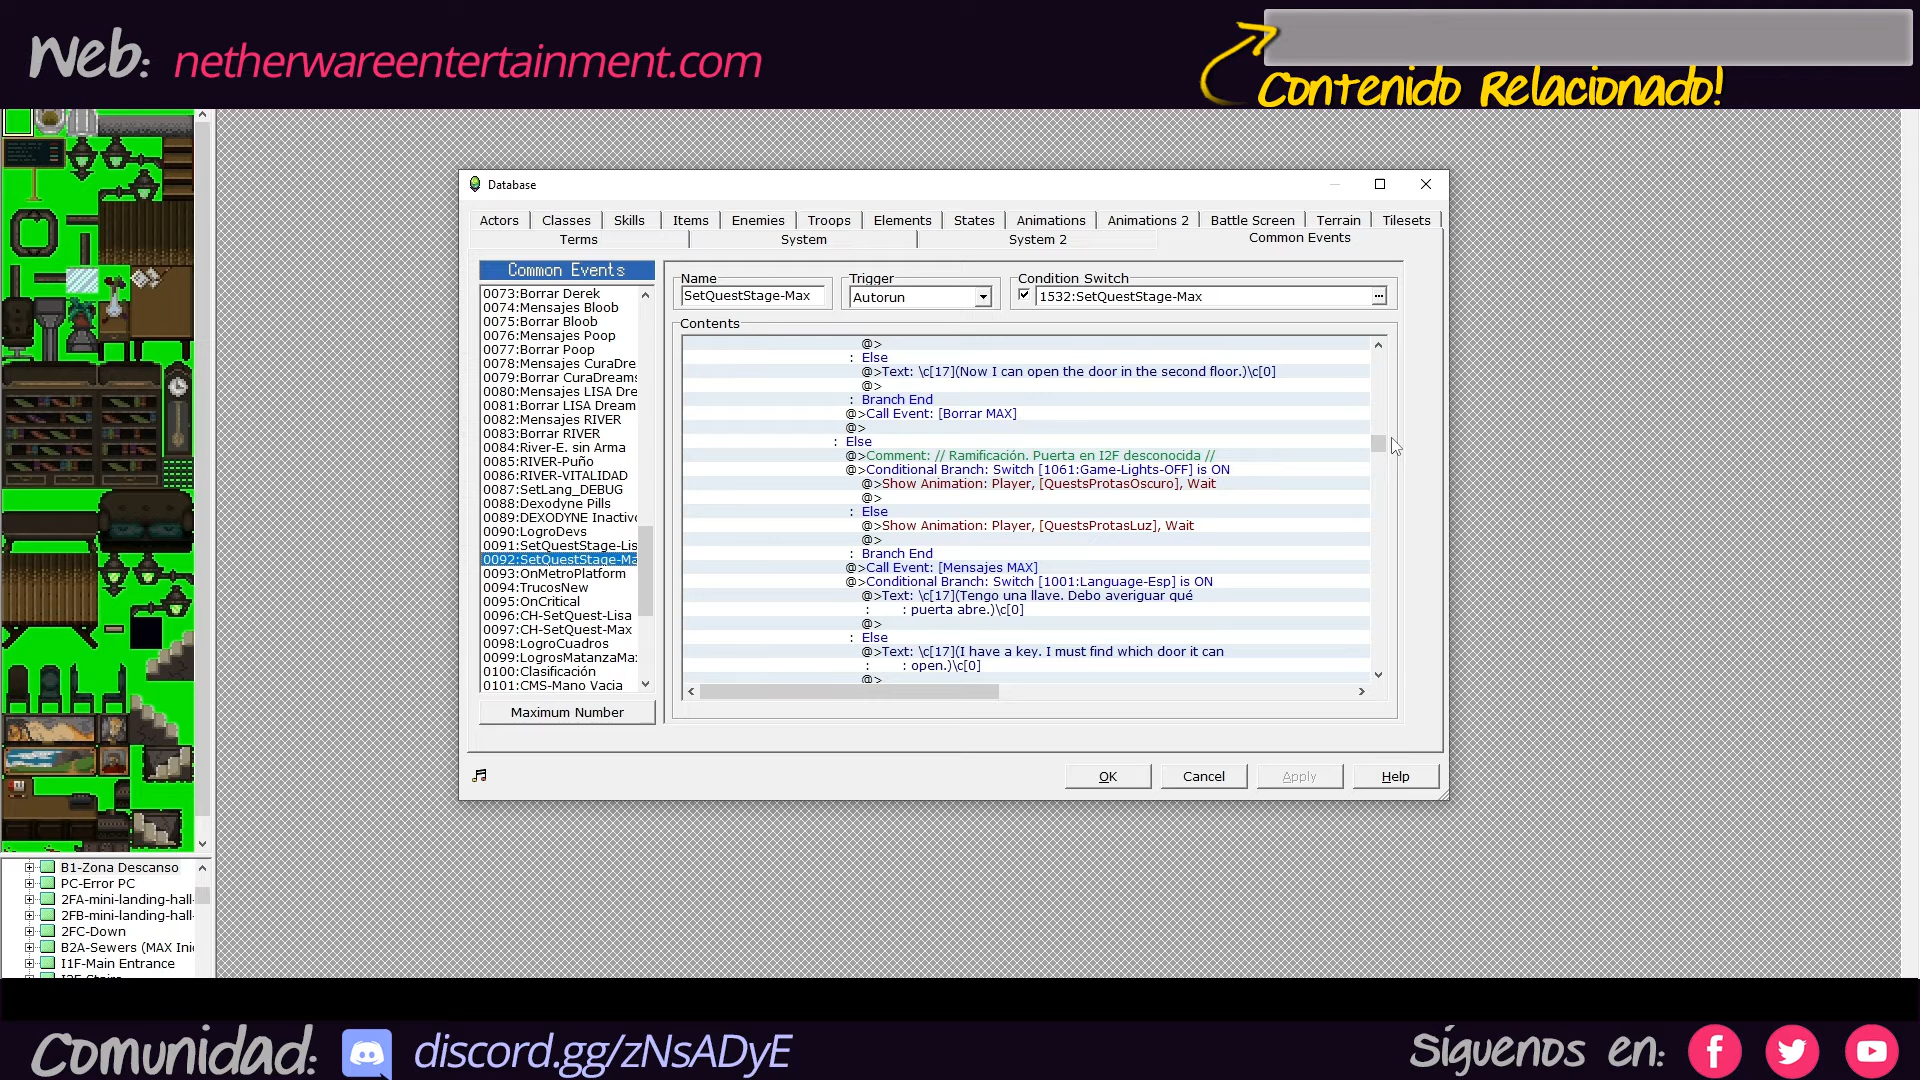 Web: netherwareentertainment.com
Contenido Relacionado!
Database
Actors Classes Skills Items Enemies Troops Elements States Animations Animations 2 Battle Screen Terrain Tilesets
Terms System System 2 Common Events
Common Events
0073:Borrar Derek
0074:Mensajes Bloob
0075:Borrar Bloob
0076:Mensajes Poop
0077:Borrar Poop
0078:Mensajes CuraDre
0079:Borrar CuraDreams
0080:Mensajes LISA Dre
0081:Borrar LISA Dream
0082:Mensajes RIVER
0083:Borrar RIVER
0084:River-E. sin Arma
0085:RIVER-Puño
0086:RIVER-VITALIDAD
0087:SetLang_DEBUG
0088:Dexodyne Pills
0089:DEXODYNE Inactivo
0090:LogroDevs
0091:SetQuestStage-Lis
0092:SetQuestStage-Ma
0093:OnMetroPlatform
0094:TrucosNew
0095:OnCritical
0096:CH-SetQuest-Lisa
0097:CH-SetQuest-Max
0098:LogroCuadros
0099:LogrosMatanzaMa
0100:Clasificación
0101:CMS-Mano Vacia
Maximum Number
Name
SetQuestStage-Max
Trigger
Autorun
Condition Switch
1532:SetQuestStage-Max
...
Contents
@>
: Else
@>Text: \c[17](Now I can open the door in the second floor.)\c[0]
@>
: Branch End
@>Call Event: [Borrar MAX]
@>
: Else
@>Comment: // Ramificación. Puerta en I2F desconocida //
@>Conditional Branch: Switch [1061:Game-Lights-OFF] is ON
@>Show Animation: Player, [QuestsProtasOscuro], Wait
@>
: Else
@>Show Animation: Player, [QuestsProtasLuz], Wait
@>
: Branch End
@>Call Event: [Mensajes MAX]
@>Conditional Branch: Switch [1001:Language-Esp] is ON
@>Text: \c[17](Tengo una llave. Debo averiguar qué
: : puerta abre.)\c[0]
@>
: Else
@>Text: \c[17](I have a key. I must find which door it can
: : open.)\c[0]
@>
OK Cancel Apply Help
B1-Zona Descanso
PC-Error PC
2FA-mini-landing-hall-
2FB-mini-landing-hall-
2FC-Down
B2A-Sewers (MAX Inic
I1F-Main Entrance
I2F-Stairs
Comunidad: discord.gg/zNsADyE
Síguenos en: